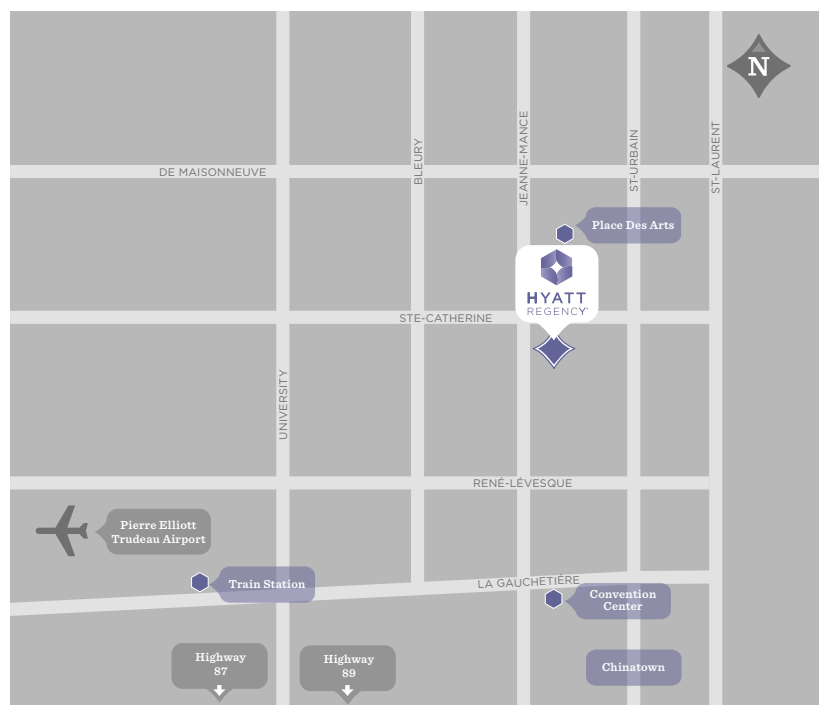 N
BLEURY
JEANNE-MANCE
ST-URBAIN
ST-LAURENT
DE MAISONNEUVE
Place Des Arts
HYATT
REGENCY
STE-CATHERINE
UNIVERSITY
RENÉ-LÉVESQUE
Pierre Elliott
Trudeau Airport
Train Station
LA GAUCHETIÈRE
Convention
Center
Highway
87
Highway
89
Chinatown